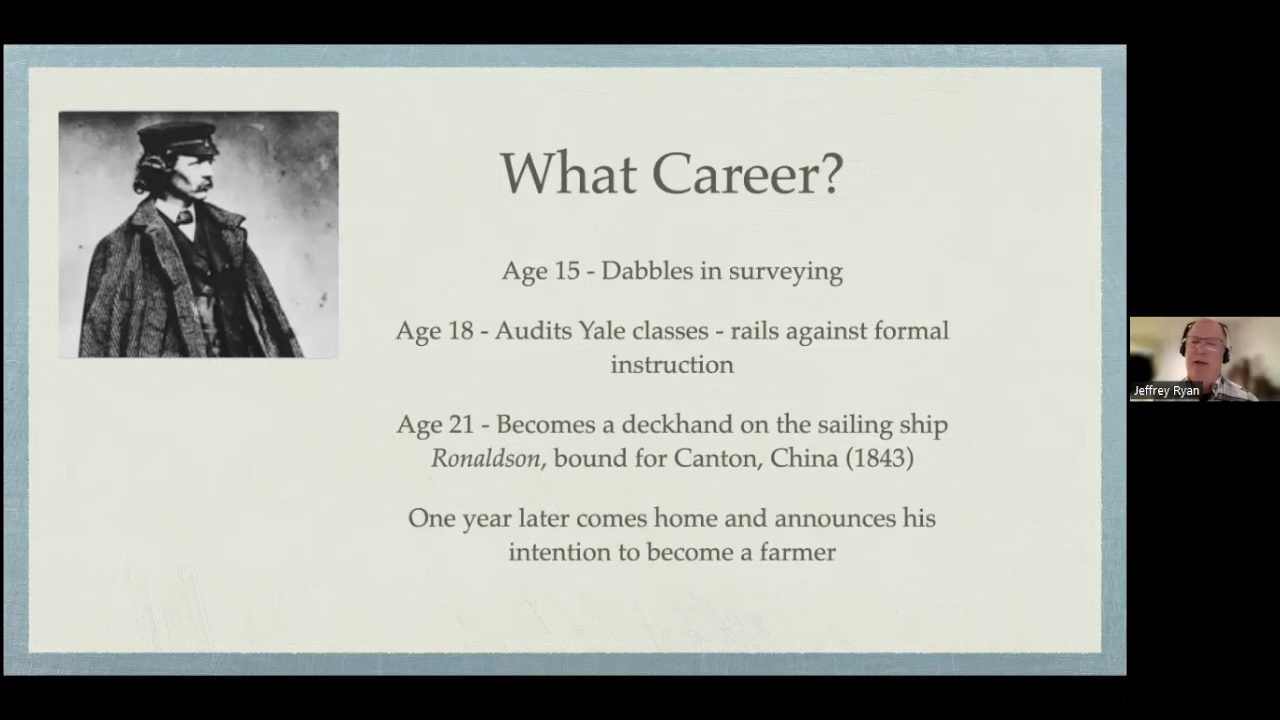 What Career?
Age 15 - Dabbles in surveying
Age 18 - Audits Yale classes - rails against formal
instruction
Age 21 - Becomes a deckhand on the sailing ship
Ronaldson, bound for Canton, China (1843)
One year later comes home and announces his
intention to become a farmer
Jeffrey Ryan